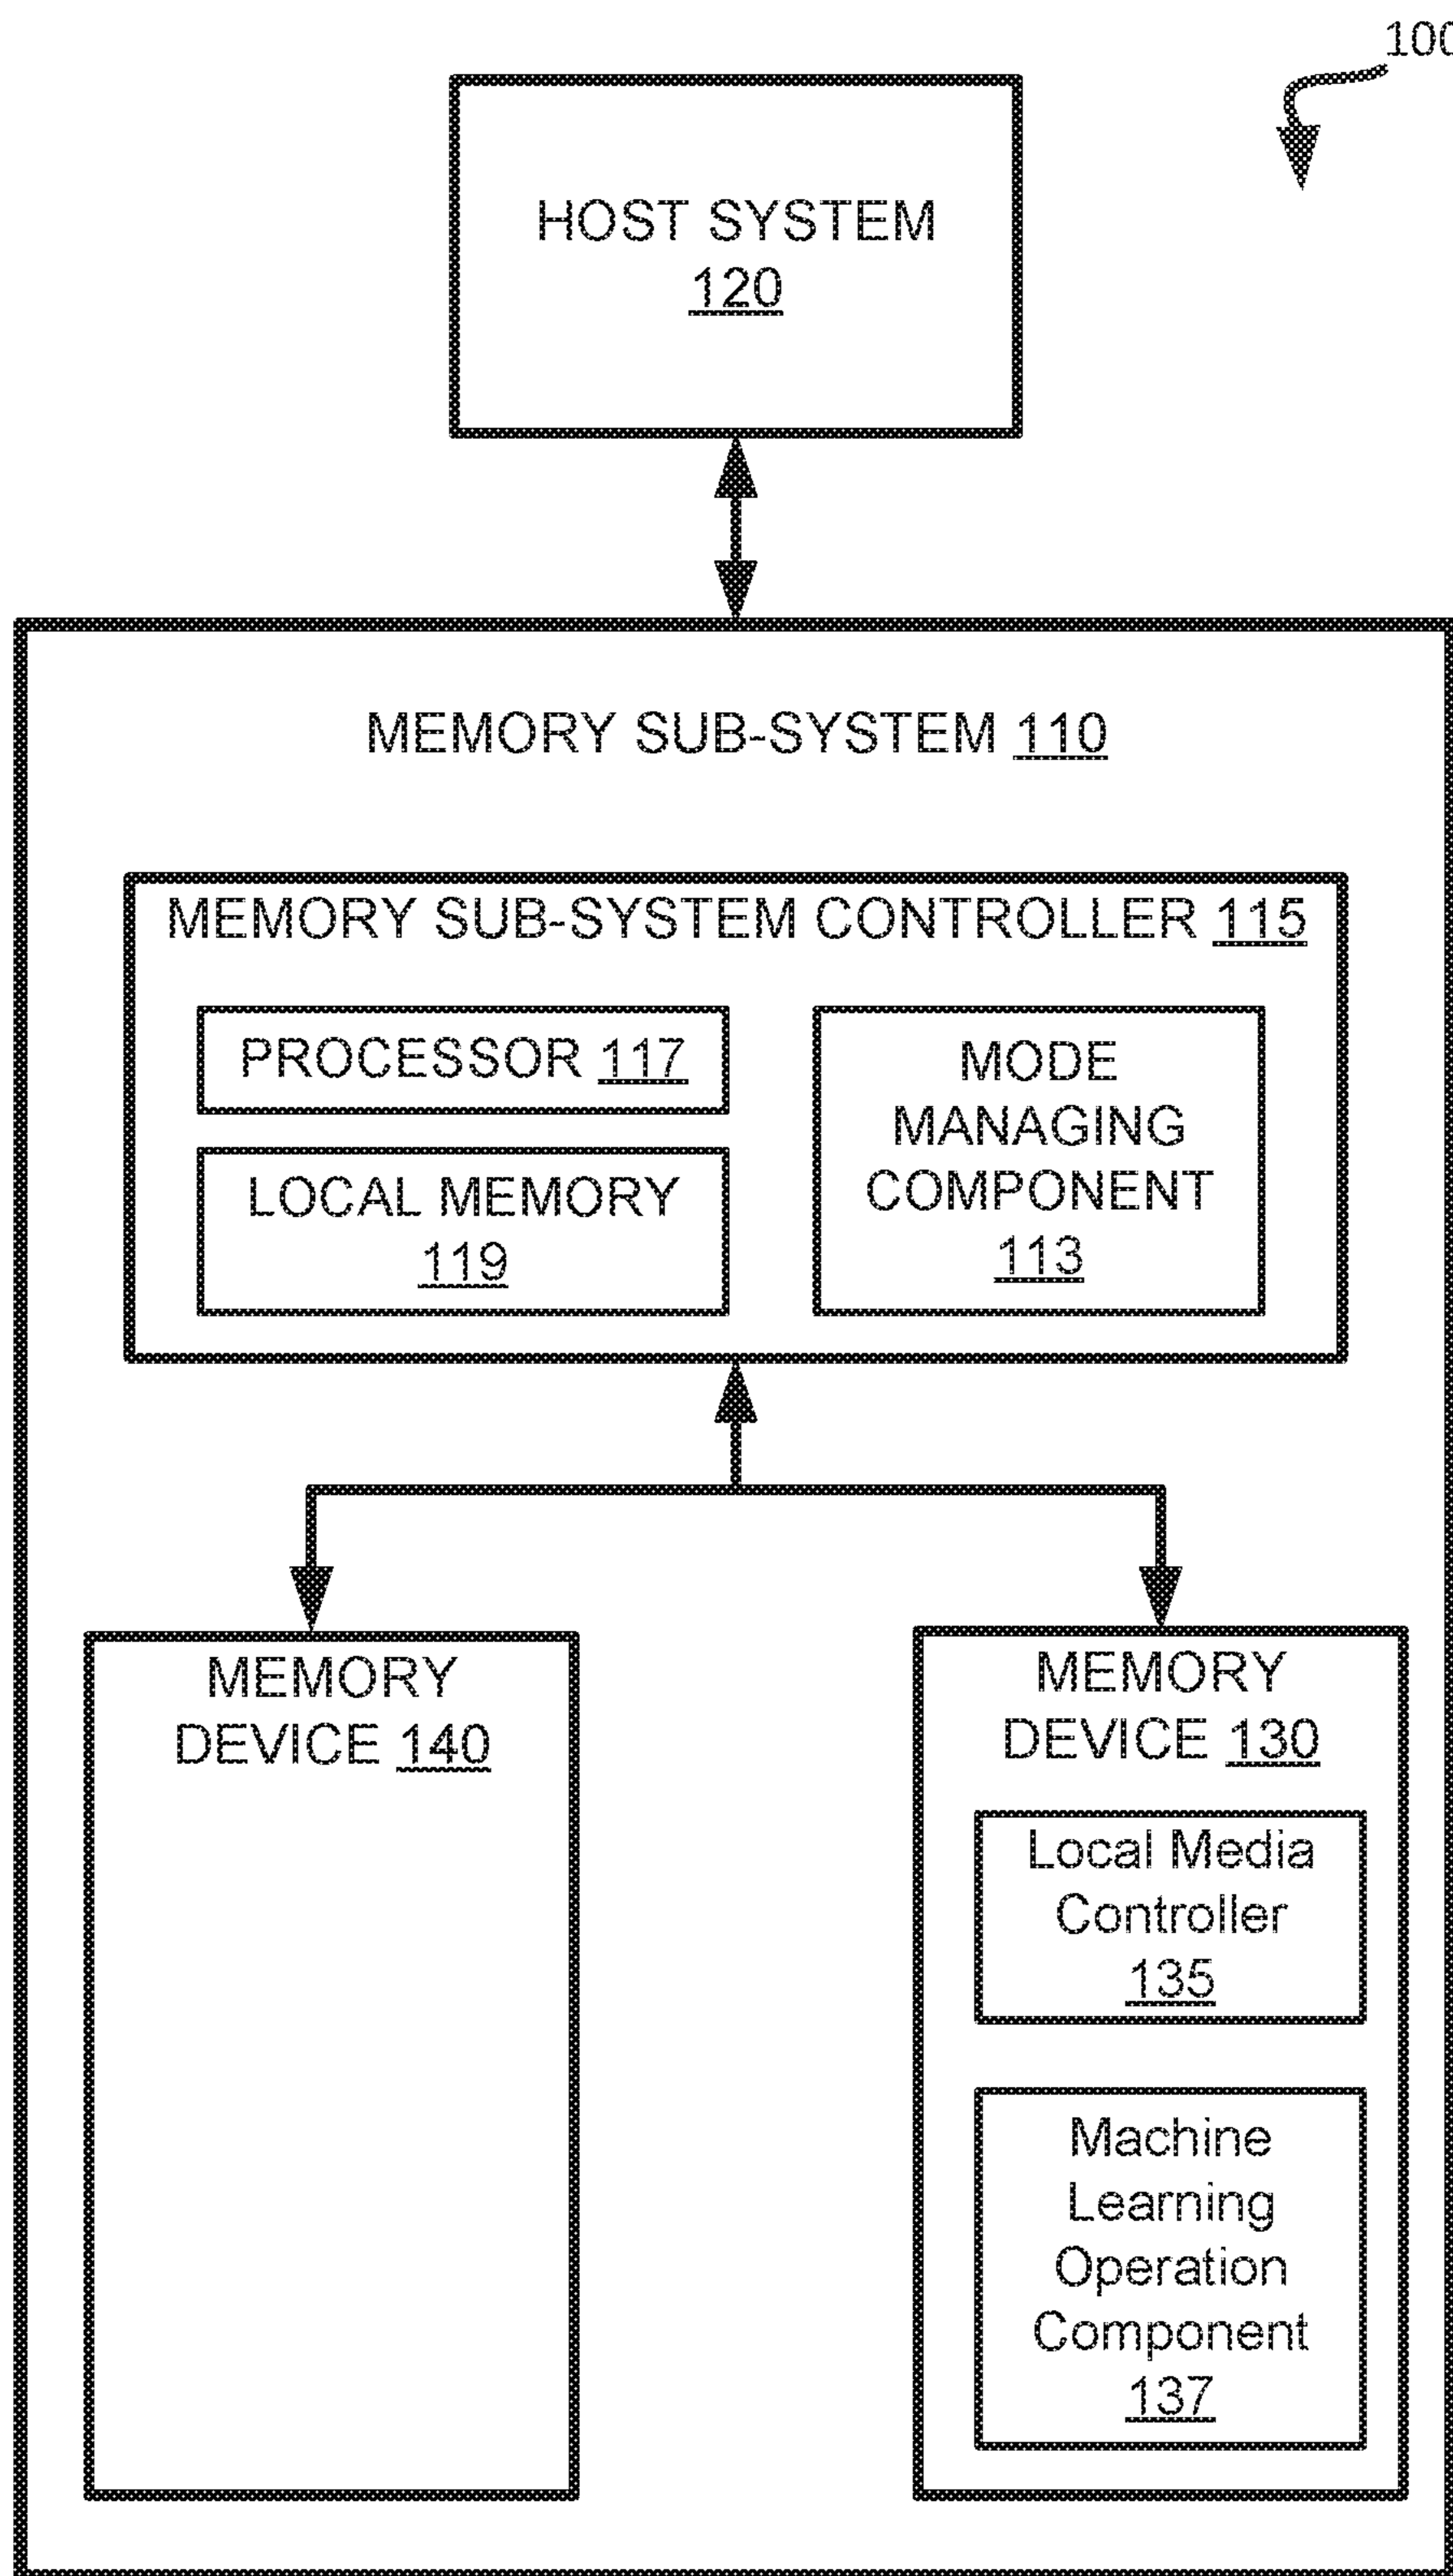 100
HOST SYSTEM
120
MEMORY SUB-SYSTEM 110
MEMORY SUB-SYSTEM CONTROLLER 115
PROCESSOR 117
LOCAL MEMORY
119
MODE
MANAGING
COMPONENT
113
MEMORY
DEVICE 140
MEMORY
DEVICE 130
Local Media
Controller
135
Machine
Learning
Operation
Component
137